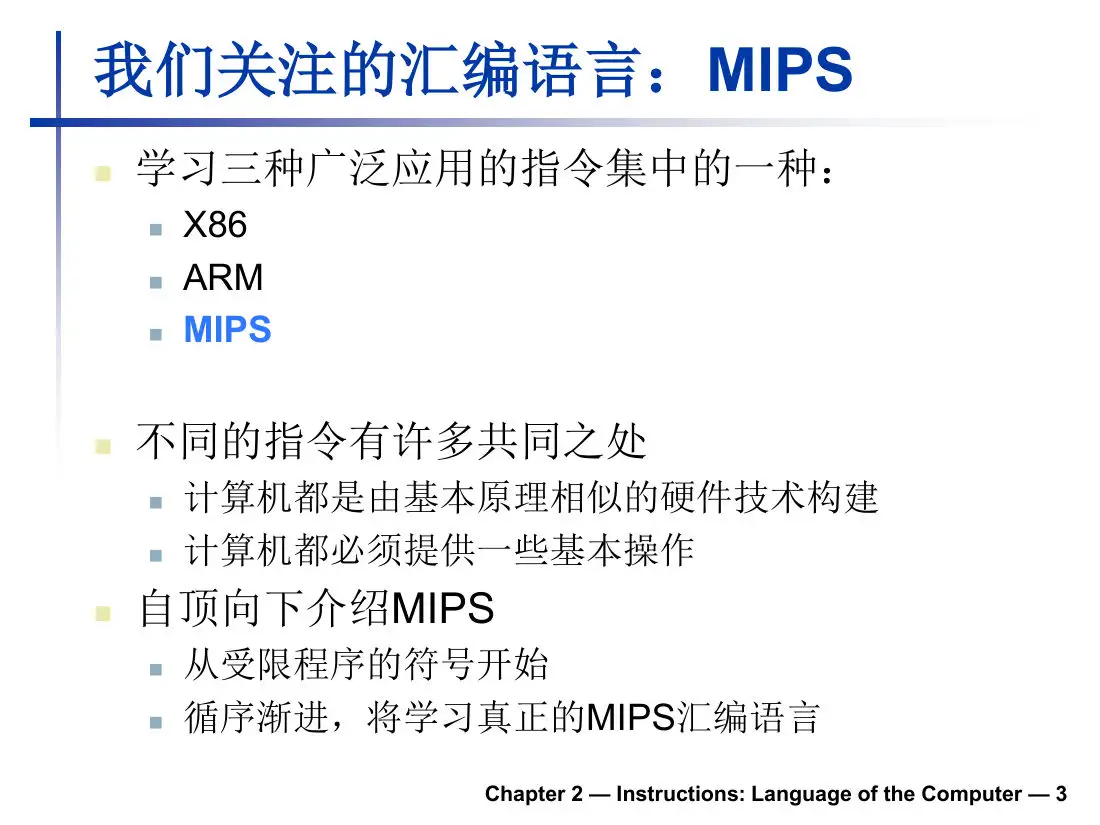 我们关注的汇编语言：MIPS
学习三种广泛应用的指令集中的一种：
X86
ARM
MIPS
不同的指令有许多共同之处
计算机都是由基本原理相似的硬件技术构建
计算机都必须提供一些基本操作
自顶向下介绍MIPS
从受限程序的符号开始
循序渐进，将学习真正的MIPS汇编语言
Chapter 2 — Instructions: Language of the Computer — 3